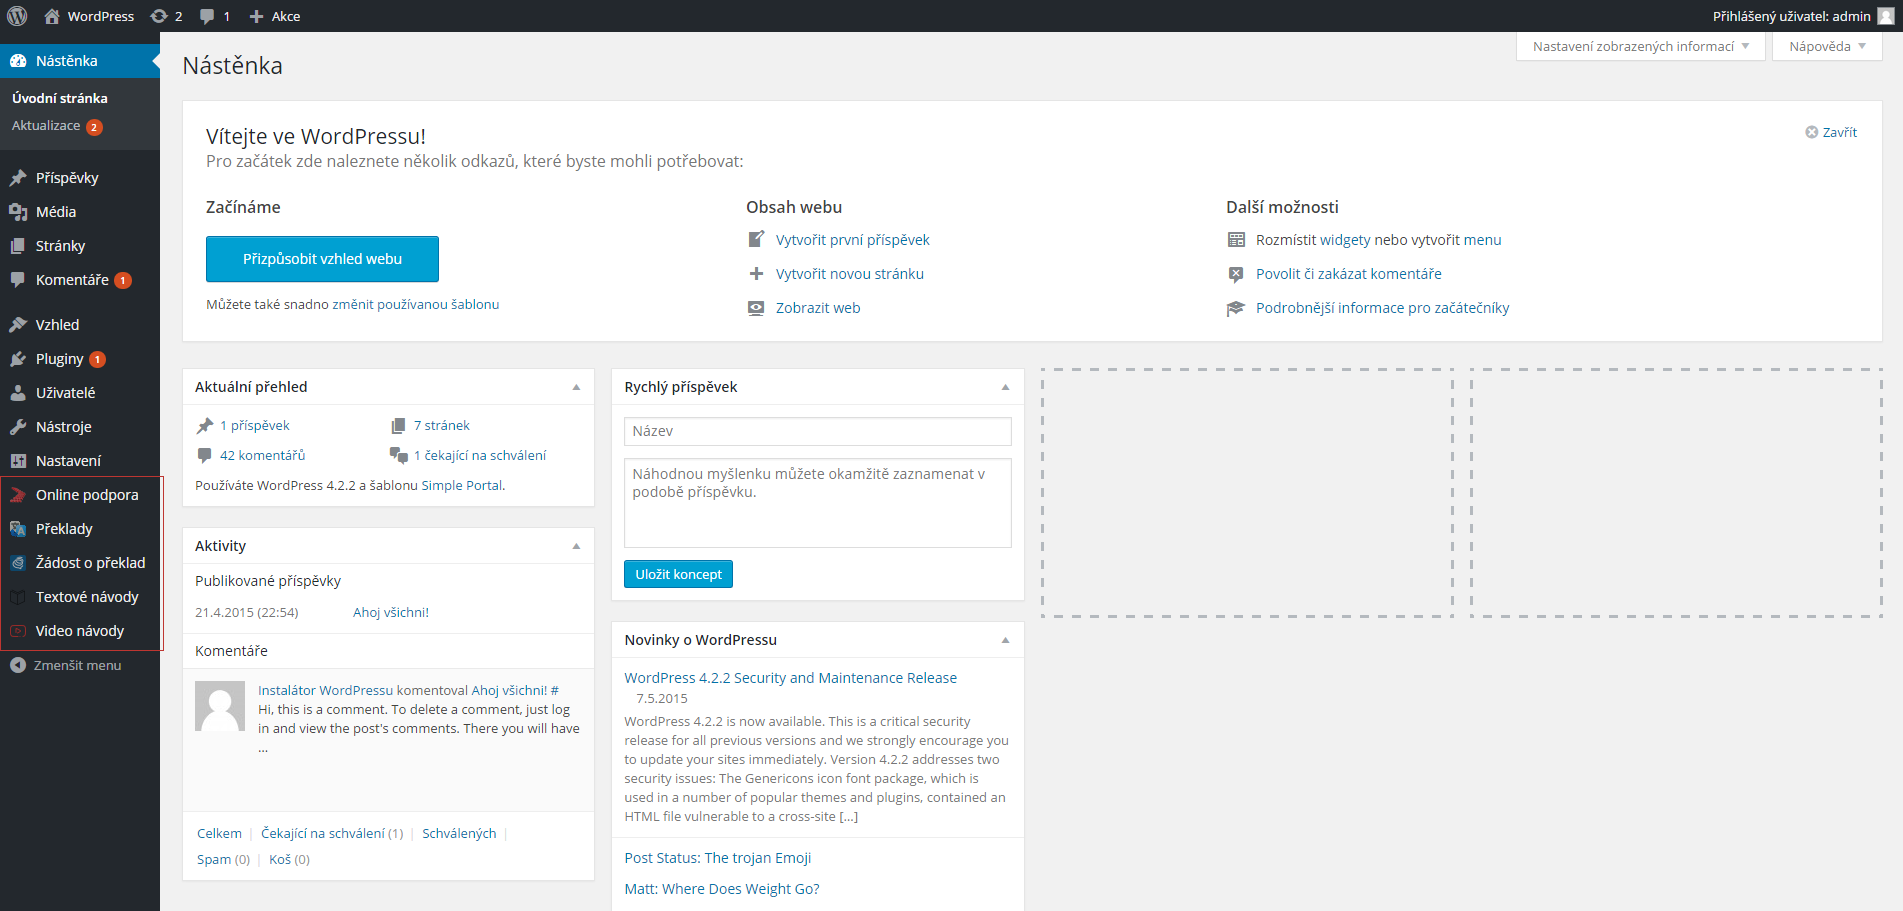 WordPress 2 1 Akce
Přihlášený uživatel: admin
Nástěnka
Úvodní stránka
Aktualizace 2
Příspěvky
Média
Stránky
Komentáře 1
Vzhled
Pluginy 1
Uživatelé
Nástroje
Nastavení
Online podpora
Překlady
Žádost o překlad
Textové návody
Video návody
Zmenšit menu
Nastavení zobrazených informací
Nápověda
Nástěnka
Vítejte ve WordPressu!
Zavřít
Pro začátek zde naleznete několik odkazů, které byste mohli potřebovat:
Začínáme
Přizpůsobit vzhled webu
Můžete také snadno změnit používanou šablonu
Obsah webu
Vytvořit první příspěvek
Vytvořit novou stránku
Zobrazit web
Další možnosti
Rozmístit widgety nebo vytvořit menu
Povolit či zakázat komentáře
Podrobnější informace pro začátečníky
Aktuální přehled
1 příspěvek
7 stránek
42 komentářů
1 čekající na schválení
Používáte WordPress 4.2.2 a šablonu Simple Portal.
Aktivity
Publikované příspěvky
21.4.2015 (22:54) Ahoj všichni!
Komentáře
Instalátor WordPressu komentoval Ahoj všichni! #
Hi, this is a comment. To delete a comment, just log
in and view the post's comments. There you will have
...
Celkem | Čekající na schválení (1) | Schválených |
Spam (0) | Koš (0)
Rychlý příspěvek
Název
Náhodnou myšlenku můžete okamžitě zaznamenat v
podobě příspěvku.
Uložit koncept
Novinky o WordPressu
WordPress 4.2.2 Security and Maintenance Release
7.5.2015
WordPress 4.2.2 is now available. This is a critical security
release for all previous versions and we strongly encourage you
to update your sites immediately. Version 4.2.2 addresses two
security issues: The Genericons icon font package, which is
used in a number of popular themes and plugins, contained an
HTML file vulnerable to a cross-site [...]
Post Status: The trojan Emoji
Matt: Where Does Weight Go?